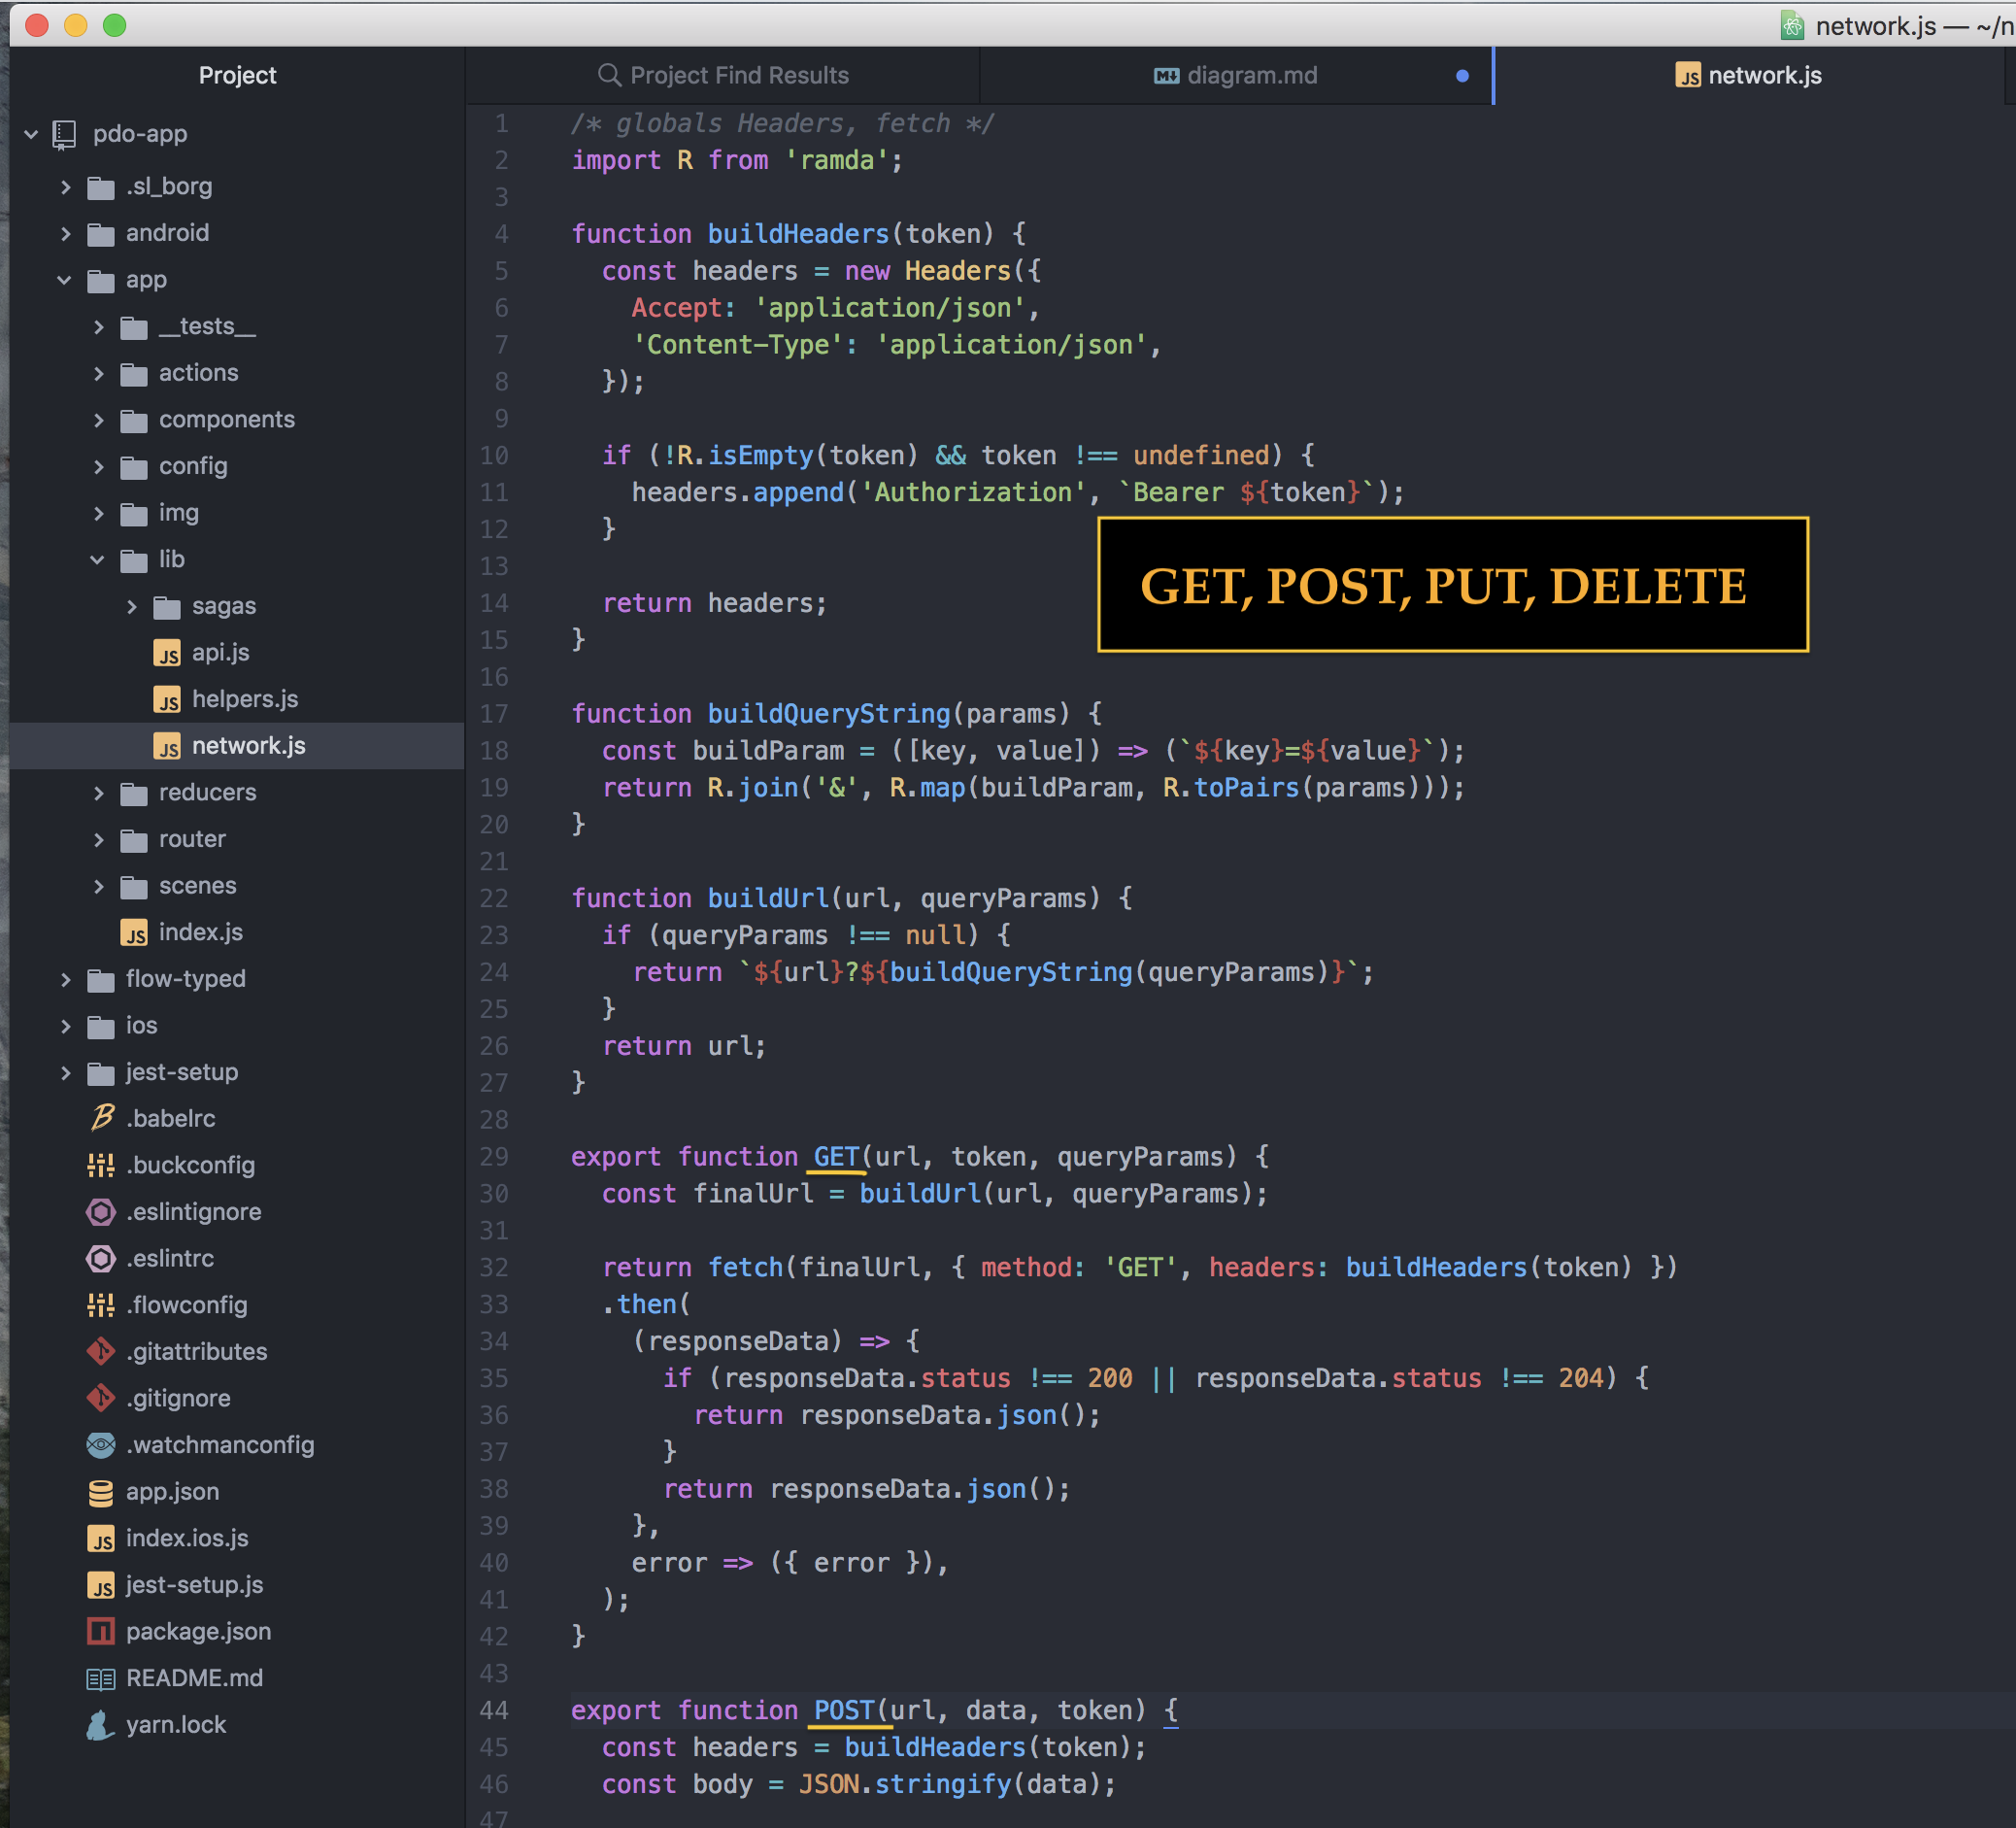 network.js — ~/n
Project
Project Find Results
diagram.md
network.js
pdo-app
.sl_borg
android
app
__tests__
actions
components
config
img
lib
sagas
api.js
helpers.js
network.js
reducers
router
scenes
index.js
flow-typed
ios
jest-setup
.babelrc
.buckconfig
.eslintignore
.eslintrc
.flowconfig
.gitattributes
.gitignore
.watchmanconfig
app.json
index.ios.js
jest-setup.js
package.json
README.md
yarn.lock
1 /* globals Headers, fetch */
2 import R from 'ramda';
3
4 function buildHeaders(token) {
5   const headers = new Headers({
6     Accept: 'application/json',
7     'Content-Type': 'application/json',
8   });
9
10   if (!R.isEmpty(token) && token !== undefined) {
11     headers.append('Authorization', `Bearer ${token}`);
12   }
13
14   return headers;
15 }
16
17 function buildQueryString(params) {
18   const buildParam = ([key, value]) => (`${key}=${value}`);
19   return R.join('&', R.map(buildParam, R.toPairs(params)));
20 }
21
22 function buildUrl(url, queryParams) {
23   if (queryParams !== null) {
24     return `${url}?${buildQueryString(queryParams)}`;
25   }
26   return url;
27 }
28
29 export function GET(url, token, queryParams) {
30   const finalUrl = buildUrl(url, queryParams);
31
32   return fetch(finalUrl, { method: 'GET', headers: buildHeaders(token) })
33   .then(
34     (responseData) => {
35       if (responseData.status !== 200 || responseData.status !== 204) {
36         return responseData.json();
37       }
38       return responseData.json();
39     },
40     error => ({ error }),
41   );
42 }
43
44 export function POST(url, data, token) {
45   const headers = buildHeaders(token);
46   const body = JSON.stringify(data);
47
GET, POST, PUT, DELETE